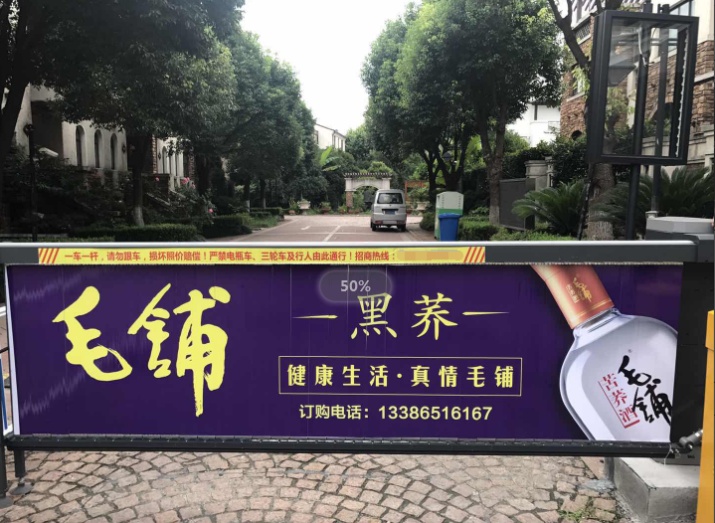 一车一杆，请勿跟车，损坏照价赔偿！严禁电瓶车、三轮车及行人由此通行！招商热线：
50%
毛铺
黑荞
健康生活·真情毛铺
订购电话：13386516167
毛铺
苦荞酒